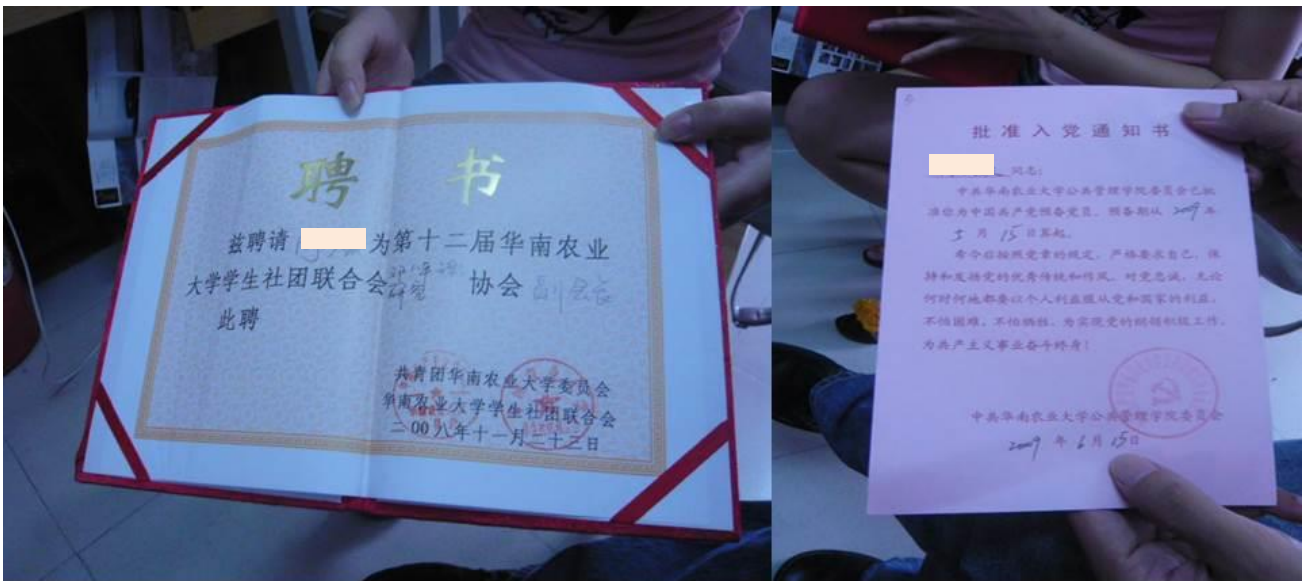 聘 书
兹聘请 为第十二届华南农业
大学学生社团联合会 协会 副会长
此聘
共青团华南农业大学委员会
华南农业大学学生社团联合会
二00八年十一月二十三日
批准入党通知书
同志:
中共华南农业大学公共管理学院委员会已批
准你为中国共产党预备党员,预备期从 2009 年
5 月 15 日算起。
希今后按照党章的规定,严格要求自己,保
持和发扬党的优秀传统和作风,对党忠诚,无论
何时何地都要以个人利益服从党和国家的利益,
不怕困难,不怕牺牲,为实现党的纲领积极工作,
为共产主义事业奋斗终身!
中共华南农业大学公共管理学院委员会
2009 年 6 月 15 日